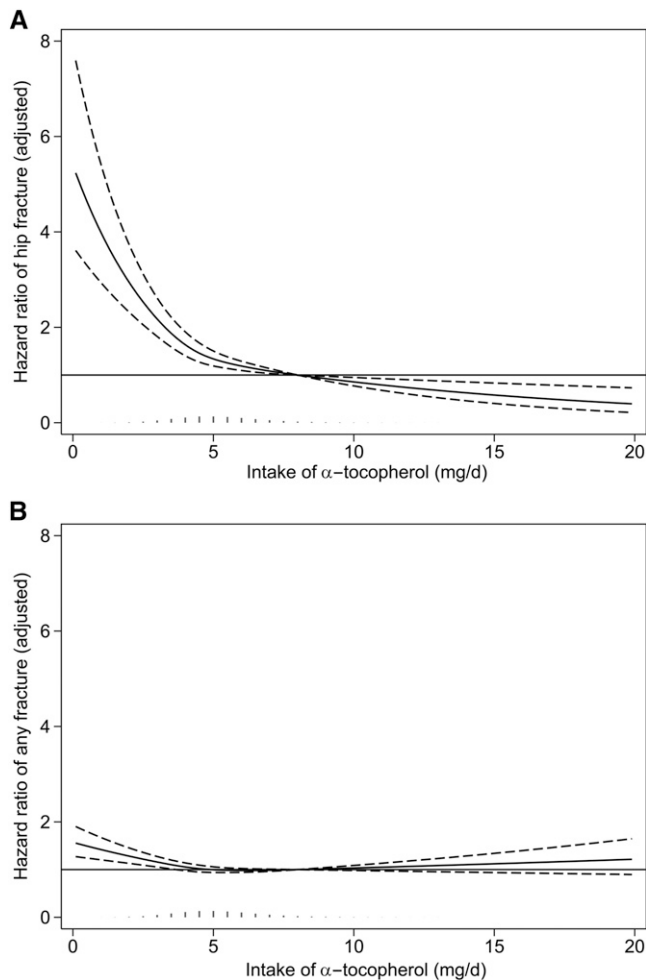 A
Hazard ratio of hip fracture (adjusted)
8
6
4
2
0
0 5 10 15 20
Intake of α−tocopherol (mg/d)
B
Hazard ratio of any fracture (adjusted)
8
6
4
2
0
0 5 10 15 20
Intake of α−tocopherol (mg/d)